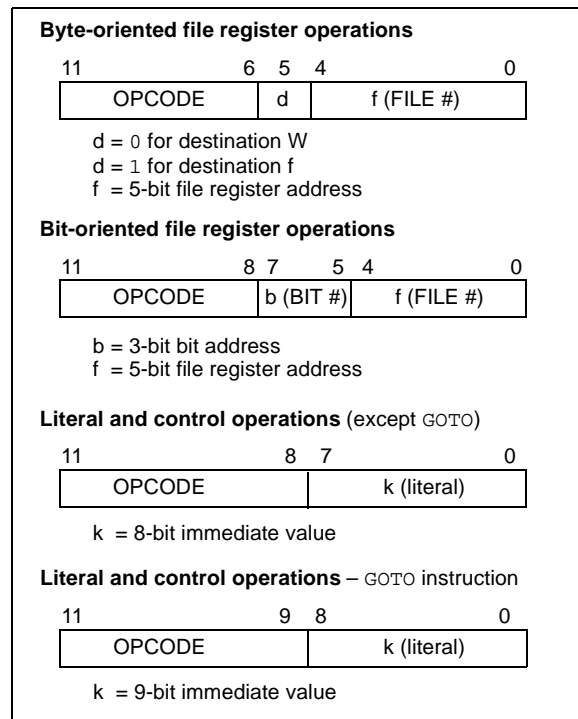 Byte-oriented file register operations
11 6 5 4 0
OPCODE d f (FILE #)
d = 0 for destination W
d = 1 for destination f
f = 5-bit file register address
Bit-oriented file register operations
11 8 7 5 4 0
OPCODE b (BIT #) f (FILE #)
b = 3-bit bit address
f = 5-bit file register address
Literal and control operations (except GOTO)
11 8 7 0
OPCODE k (literal)
k = 8-bit immediate value
Literal and control operations – GOTO instruction
11 9 8 0
OPCODE k (literal)
k = 9-bit immediate value